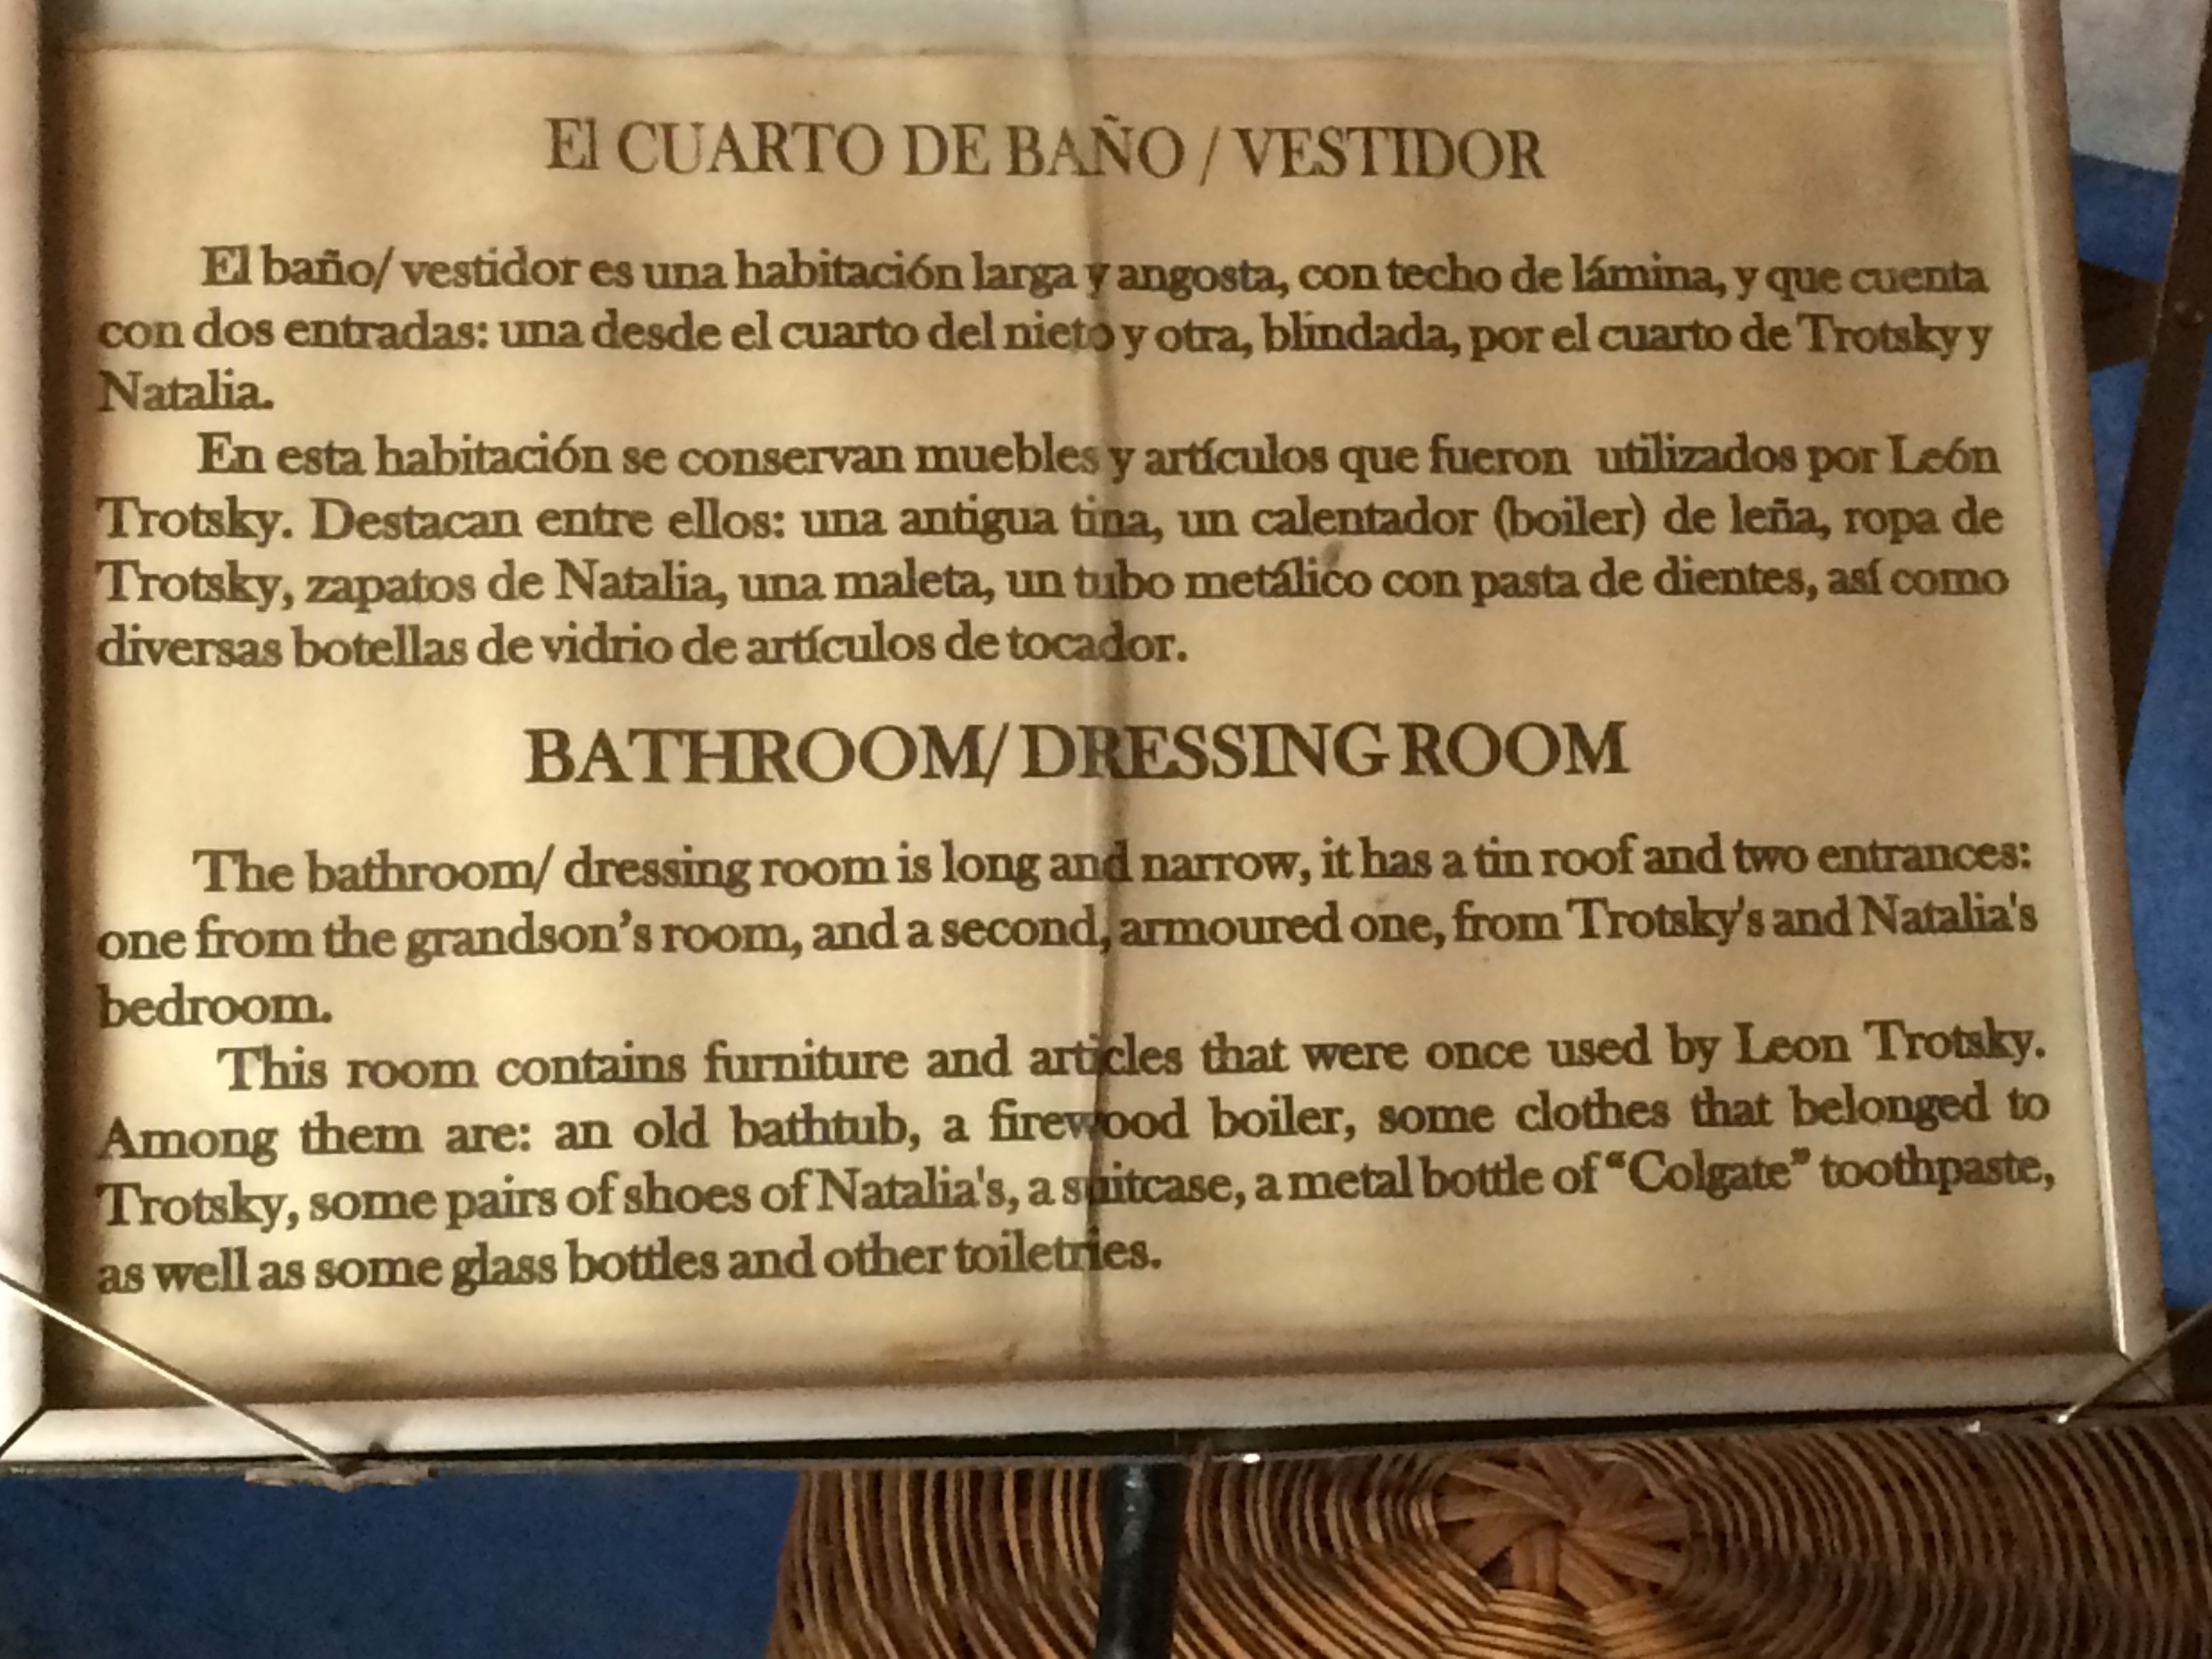 El CUARTO DE BAÑO / VESTIDOR
El baño/ vestidor es una habitación larga y angosta, con techo de lámina, y que cuenta
con dos entradas: una desde el cuarto del nieto y otra, blindada, por el cuarto de Trotsky y
Natalia.
En esta habitación se conservan muebles y artículos que fueron utilizados por León
Trotsky. Destacan entre ellos: una antigua tina, un calentador (boiler) de leña, ropa de
Trotsky, zapatos de Natalia, una maleta, un tubo metálico con pasta de dientes, así como
diversas botellas de vidrio de artículos de tocador.
BATHROOM/ DRESSING ROOM
The bathroom/ dressing room is long and narrow, it has a tin roof and two entrances:
one from the grandson’s room, and a second, armoured one, from Trotsky's and Natalia's
bedroom.
This room contains furniture and articles that were once used by Leon Trotsky.
Among them are: an old bathtub, a firewood boiler, some clothes that belonged to
Trotsky, some pairs of shoes of Natalia's, a suitcase, a metal bottle of “Colgate” toothpaste,
as well as some glass bottles and other toiletries.